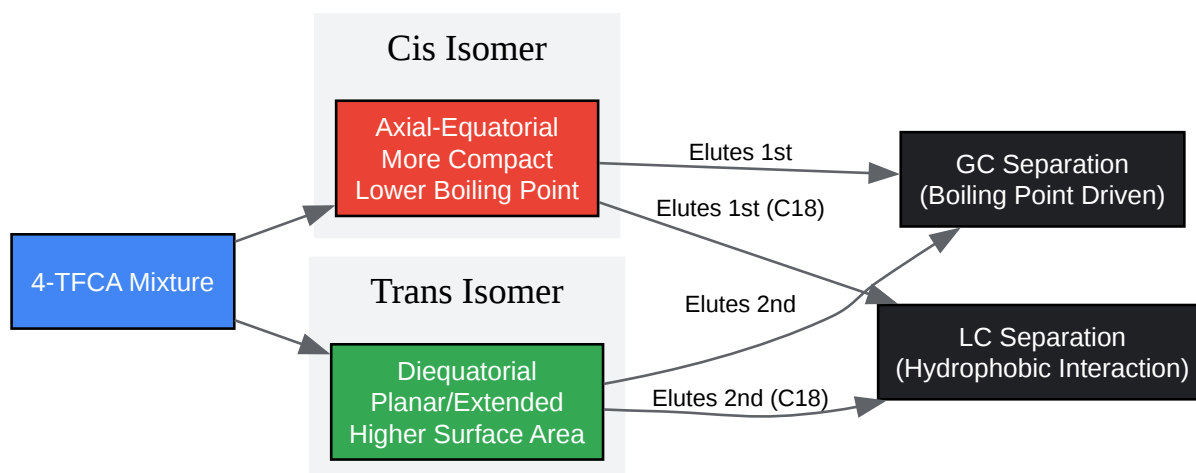 Cis Isomer
Axial-Equatorial
More Compact
Lower Boiling Point
4-TFCA Mixture
Trans Isomer
Diequatorial
Planar/Extended
Higher Surface Area
Elutes 1st
Elutes 1st (C18)
Elutes 2nd
Elutes 2nd (C18)
GC Separation
(Boiling Point Driven)
LC Separation
(Hydrophobic Interaction)